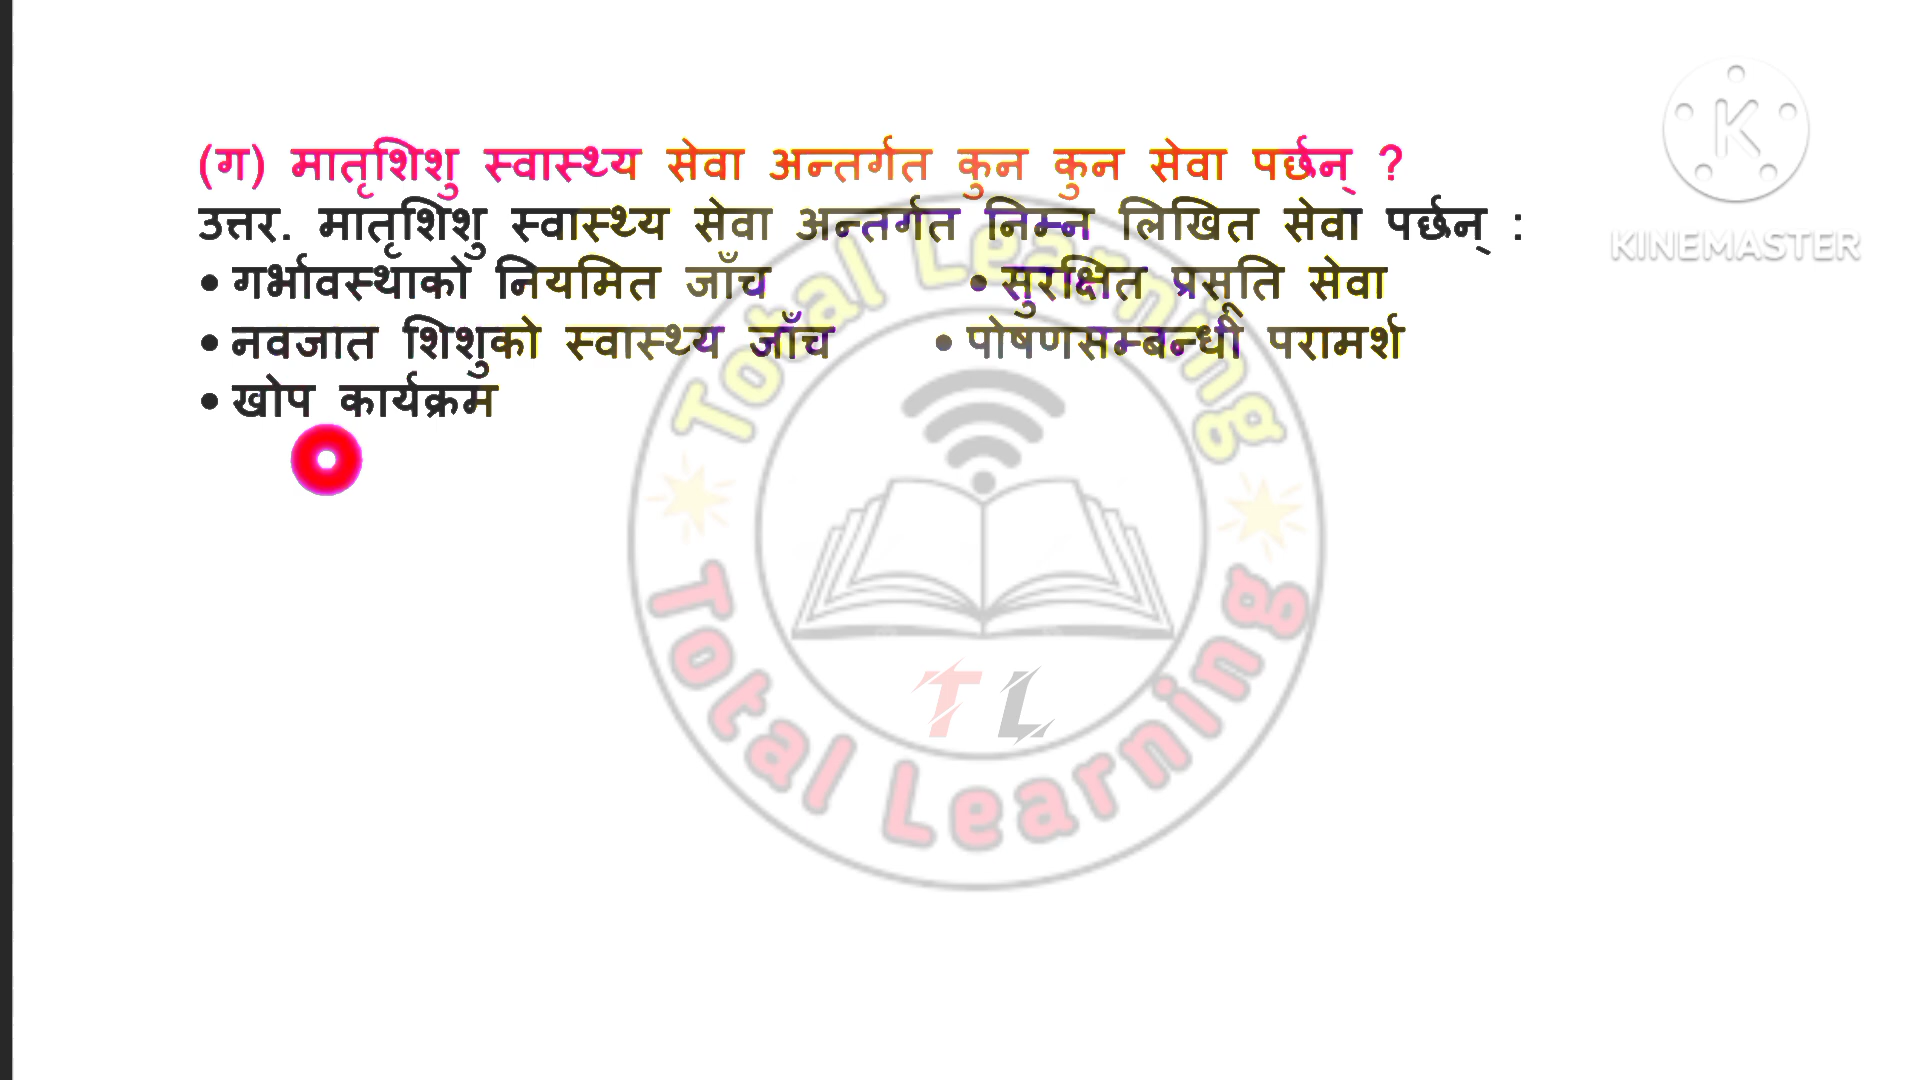 (ग) मातृशिशु स्वास्थ्य सेवा अन्तर्गत कुन कुन सेवा पर्छन् ?
उत्तर. मातृशिशु स्वास्थ्य सेवा अन्तर्गत निम्न लिखित सेवा पर्छन् :
• गर्भावस्थाको नियमित जाँच • सुरक्षित प्रसूति सेवा
• नवजात शिशुको स्वास्थ्य जाँच • पोषणसम्बन्धी परामर्श
• खोप कार्यक्रम
K
KINEMASTER
Total Learning
TL
Total Learning